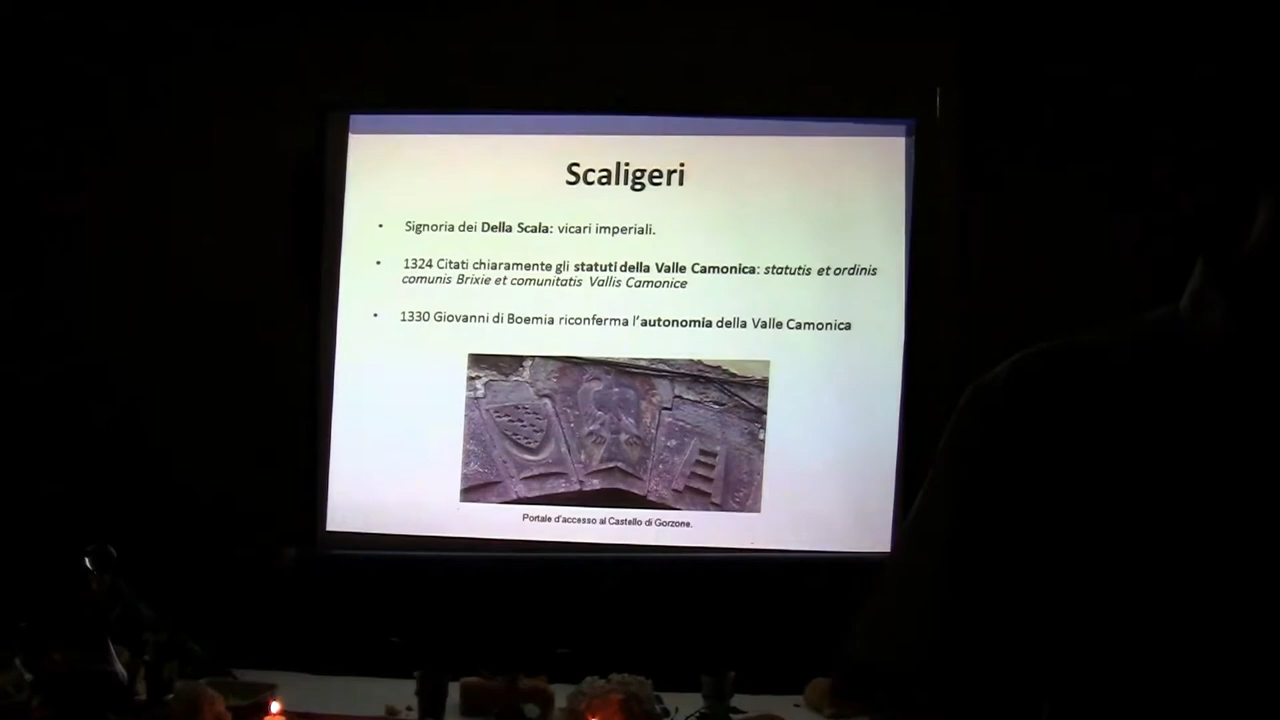 Scaligeri
• Signoria dei Della Scala: vicari imperiali.
• 1324 Citati chiaramente gli statuti della Valle Camonica: statutis et ordinis
comunis Brixie et comunitatis Vallis Camonice
• 1330 Giovanni di Boemia riconferma l'autonomia della Valle Camonica
Portale d'accesso al Castello di Gorzone.